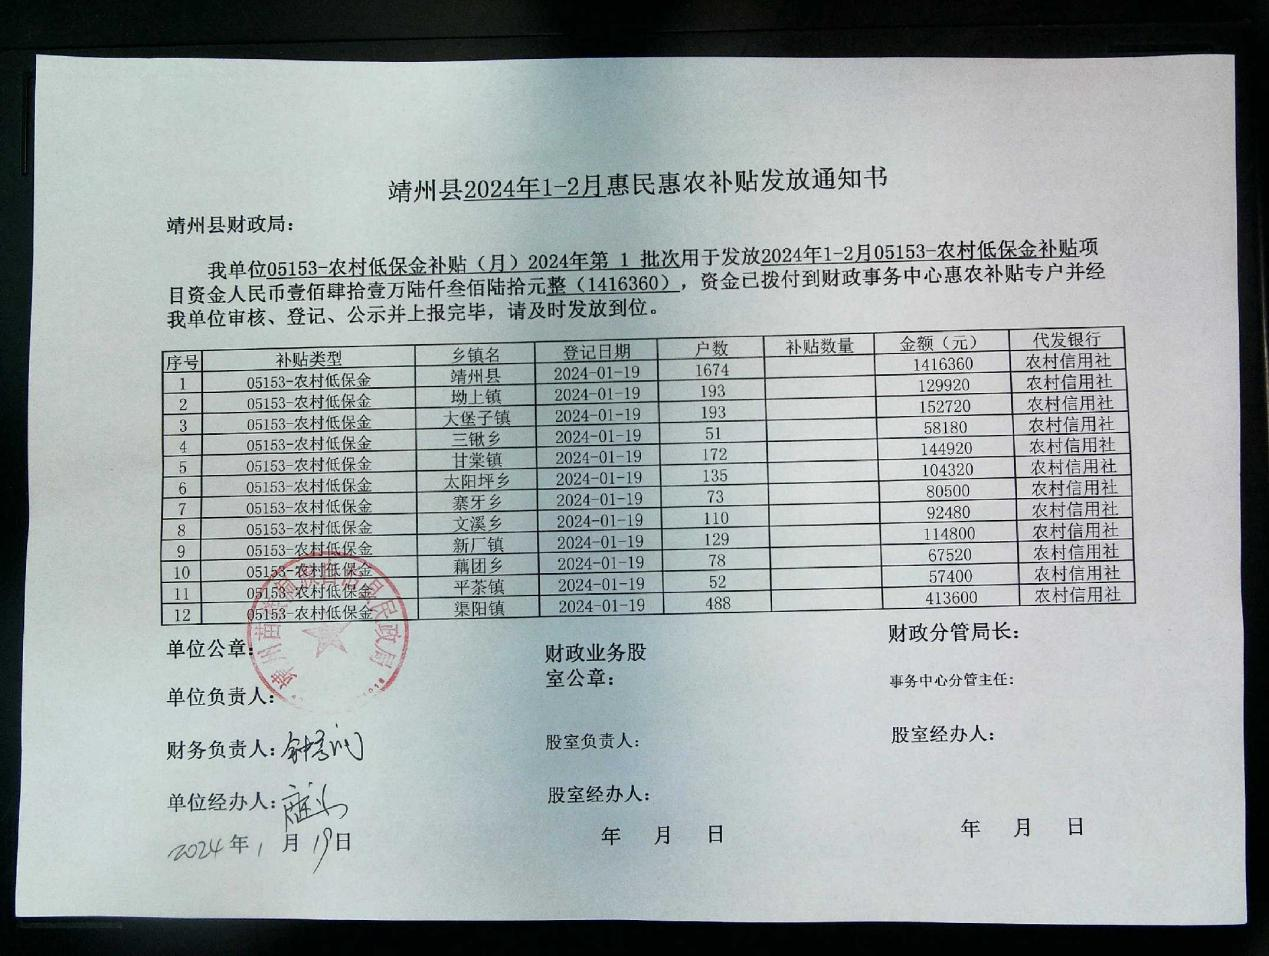 靖州县2024年1-2月惠民惠农补贴发放通知书
靖州县财政局：
我单位05153-农村低保金补贴（月）2024年第 1 批次用于发放2024年1-2月05153-农村低保金补贴项
目资金人民币壹佰肆拾壹万陆仟叁佰陆拾元整（1416360），资金已拨付到财政事务中心惠农补贴专户并经
我单位审核、登记、公示并上报完毕，请及时发放到位。
序号 补贴类型 乡镇名 登记日期 户数 补贴数量 金额（元） 代发银行
1 05153-农村低保金 靖州县 2024-01-19 1674 1416360 农村信用社
2 05153-农村低保金 坳上镇 2024-01-19 193 129920 农村信用社
3 05153-农村低保金 大堡子镇 2024-01-19 193 152720 农村信用社
4 05153-农村低保金 三锹乡 2024-01-19 51 58180 农村信用社
5 05153-农村低保金 甘棠镇 2024-01-19 172 144920 农村信用社
6 05153-农村低保金 太阳坪乡 2024-01-19 135 104320 农村信用社
7 05153-农村低保金 寨牙乡 2024-01-19 73 80500 农村信用社
8 05153-农村低保金 文溪乡 2024-01-19 110 92480 农村信用社
9 05153-农村低保金 新厂镇 2024-01-19 129 114800 农村信用社
10 05153-农村低保金 藕团乡 2024-01-19 78 67520 农村信用社
11 05153-农村低保金 平茶镇 2024-01-19 52 57400 农村信用社
12 05153-农村低保金 渠阳镇 2024-01-19 488 413600 农村信用社
靖州苗族侗族自治县民政局
单位公章：
单位负责人：
财务负责人：
单位经办人：
2024年1月19日
财政业务股
室公章：
股室负责人：
股室经办人：
年 月 日
财政分管局长：
事务中心分管主任：
股室经办人：
年 月 日